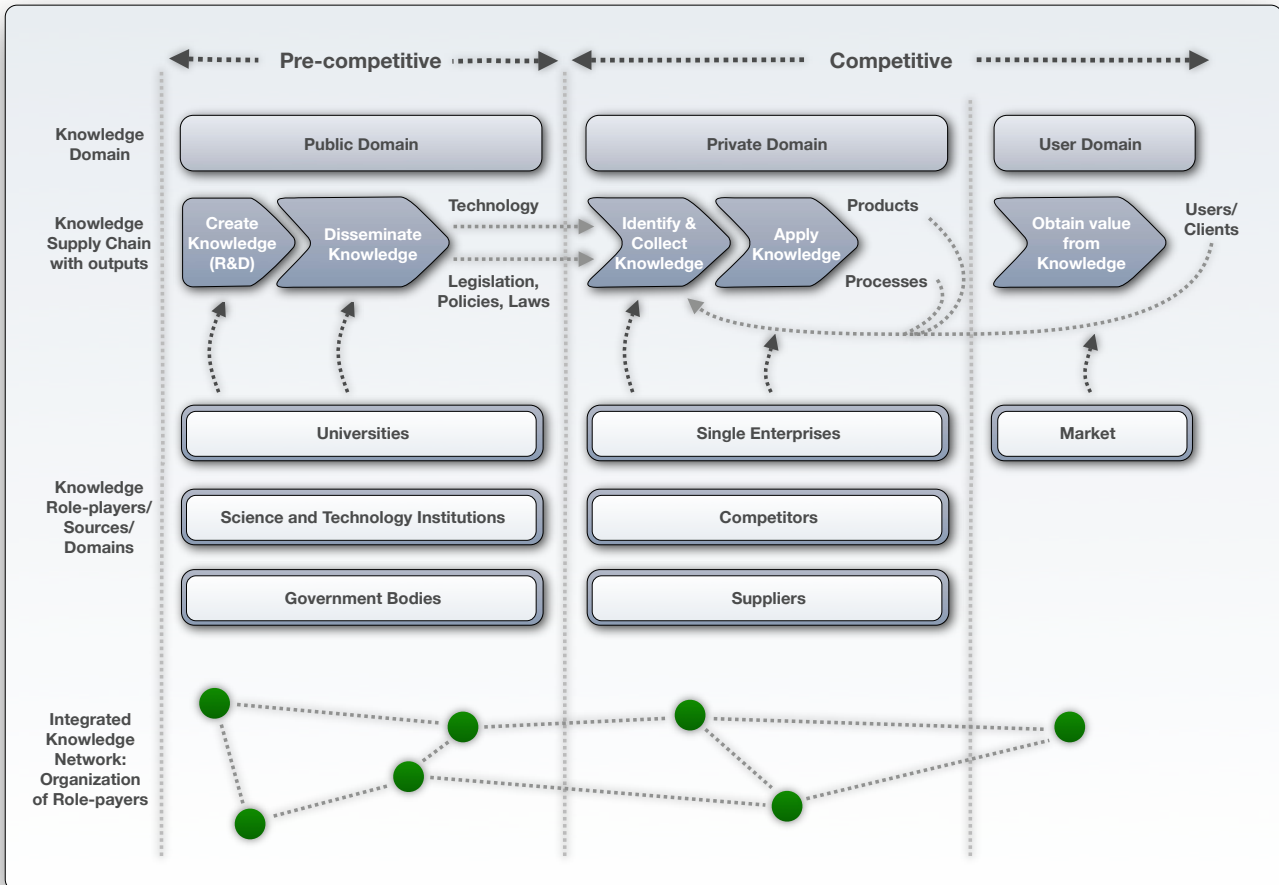 Pre-competitive
Competitive
Knowledge
Domain
Public Domain
Private Domain
User Domain
Knowledge
Supply Chain
with outputs
Create
Knowledge
(R&D)
Disseminate
Knowledge
Technology
Legislation,
Policies, Laws
Identify &
Collect
Knowledge
Apply
Knowledge
Products
Processes
Obtain value
from
Knowledge
Users/
Clients
Knowledge
Role-players/
Sources/
Domains
Universities
Single Enterprises
Market
Science and Technology Institutions
Competitors
Government Bodies
Suppliers
Integrated
Knowledge
Network:
Organization
of Role-payers